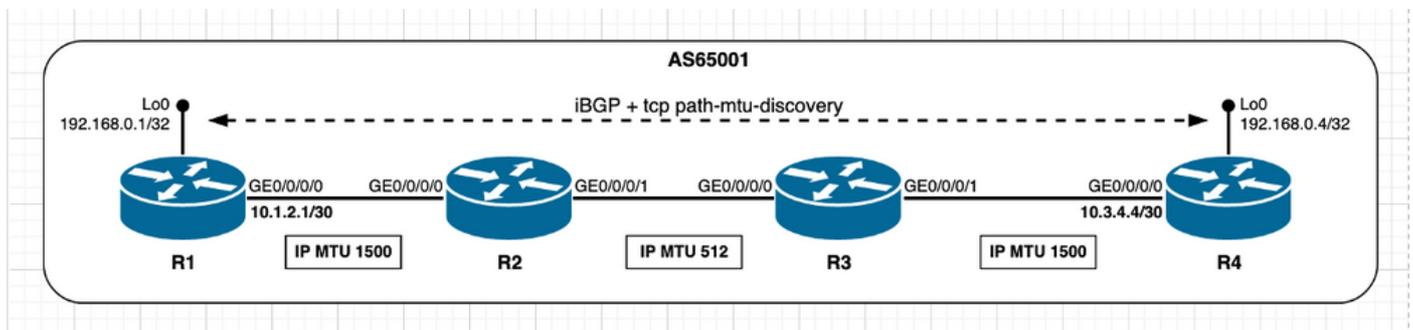 AS65001
iBGP + tcp path-mtu-discovery
Lo0
192.168.0.1/32
Lo0
192.168.0.4/32
GE0/0/0/0
GE0/0/0/0
GE0/0/0/1
GE0/0/0/0
GE0/0/0/1
GE0/0/0/0
10.1.2.1/30
10.3.4.4/30
IP MTU 1500
IP MTU 512
IP MTU 1500
R1
R2
R3
R4